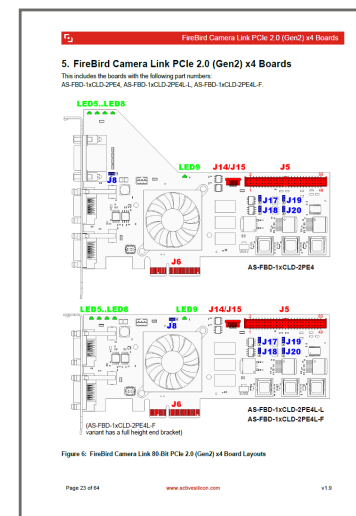 FireBird Camera Link PCIe 2.0 (Gen2) x4 Boards
5. FireBird Camera Link PCIe 2.0 (Gen2) x4 Boards
This includes the boards with the following part numbers:
AS-FBD-1xCLD-2PE4, AS-FBD-1xCLD-2PE4L-L, AS-FBD-1xCLD-2PE4L-F.
LED5..LED8
J8
LED9
J14/J15
J5
J17 J19
J18 J20
J6
AS-FBD-1xCLD-2PE4
LED5..LED8
LED9
J14/J15
J5
J8
J17 J19
J18 J20
J6
AS-FBD-1xCLD-2PE4L-L
AS-FBD-1xCLD-2PE4L-F
(AS-FBD-1xCLD-2PE4L-F
variant has a full height end bracket)
Figure 6: FireBird Camera Link 80-Bit PCIe 2.0 (Gen2) x4 Board Layouts
Page 23 of 64
www.activesilicon.com
v1.9